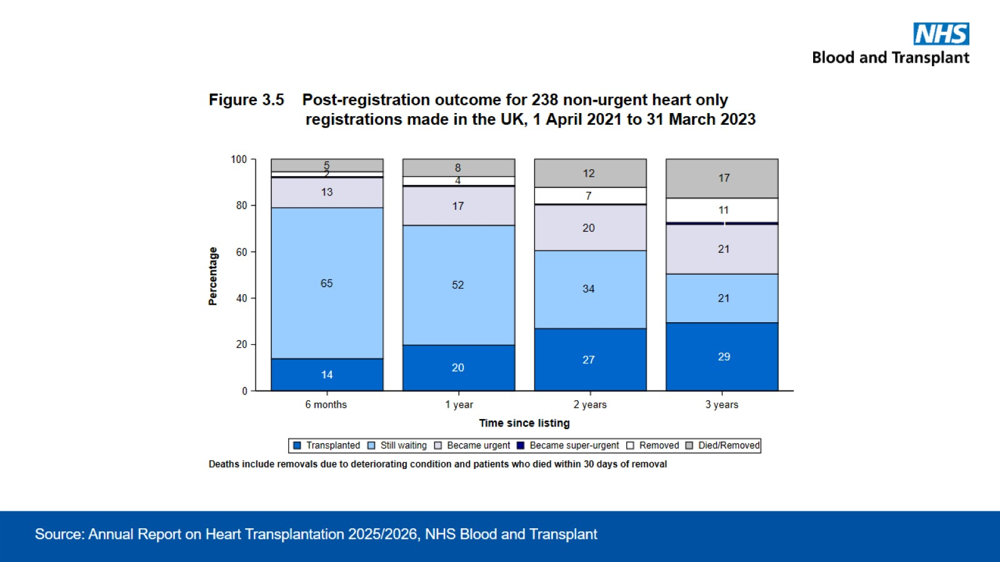 NHS
Blood and Transplant
Figure 3.5 Post-registration outcome for 238 non-urgent heart only
registrations made in the UK, 1 April 2021 to 31 March 2023
Percentage
100
80
60
40
20
0
5
2
13
65
14
8
4
17
52
20
12
7
20
34
27
17
11
21
21
29
6 months
1 year
2 years
3 years
Time since listing
Transplanted Still waiting Became urgent Became super-urgent Removed Died/Removed
Deaths include removals due to deteriorating condition and patients who died within 30 days of removal
Source: Annual Report on Heart Transplantation 2025/2026, NHS Blood and Transplant